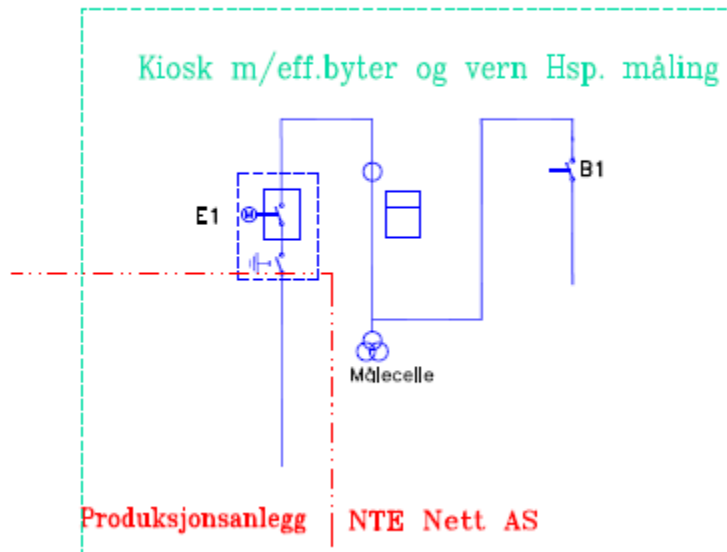 Kiosk m/eff.byter og vern Hsp. måling
B1
E1
M
Målecelle
Produksjonsanlegg
NTE Nett AS